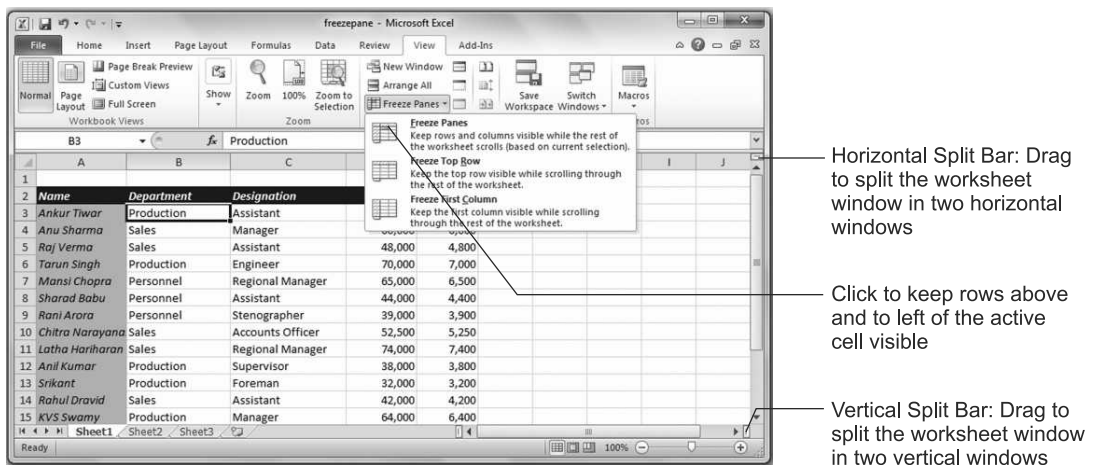 freezepane - Microsoft Excel
File Home Insert Page Layout Formulas Data Review View Add-Ins
Normal Page Layout Page Break Preview Custom Views Full Screen
Show Zoom 100% Zoom to Selection
New Window Arrange All Freeze Panes
Save Workspace Switch Windows Macros
Workbook Views Zoom ros
B3 fx Production
Freeze Panes
Keep rows and columns visible while the rest of
the worksheet scrolls (based on current selection).
Freeze Top Row
Keep the top row visible while scrolling through
the rest of the worksheet.
Freeze First Column
Keep the first column visible while scrolling
through the rest of the worksheet.
A B C I J
1
2 Name Department Designation
3 Ankur Tiwar Production Assistant
4 Anu Sharma Sales Manager
5 Raj Verma Sales Assistant 48,000 4,800
6 Tarun Singh Production Engineer 70,000 7,000
7 Mansi Chopra Personnel Regional Manager 65,000 6,500
8 Sharad Babu Personnel Assistant 44,000 4,400
9 Rani Arora Personnel Stenographer 39,000 3,900
10 Chitra Narayana Sales Accounts Officer 52,500 5,250
11 Latha Hariharan Sales Regional Manager 74,000 7,400
12 Anil Kumar Production Supervisor 38,000 3,800
13 Srikant Production Foreman 32,000 3,200
14 Rahul Dravid Sales Assistant 42,000 4,200
15 KVS Swamy Production Manager 64,000 6,400
Sheet1 Sheet2 Sheet3
Ready 100%
Horizontal Split Bar: Drag
to split the worksheet
window in two horizontal
windows
Click to keep rows above
and to left of the active
cell visible
Vertical Split Bar: Drag to
split the worksheet window
in two vertical windows